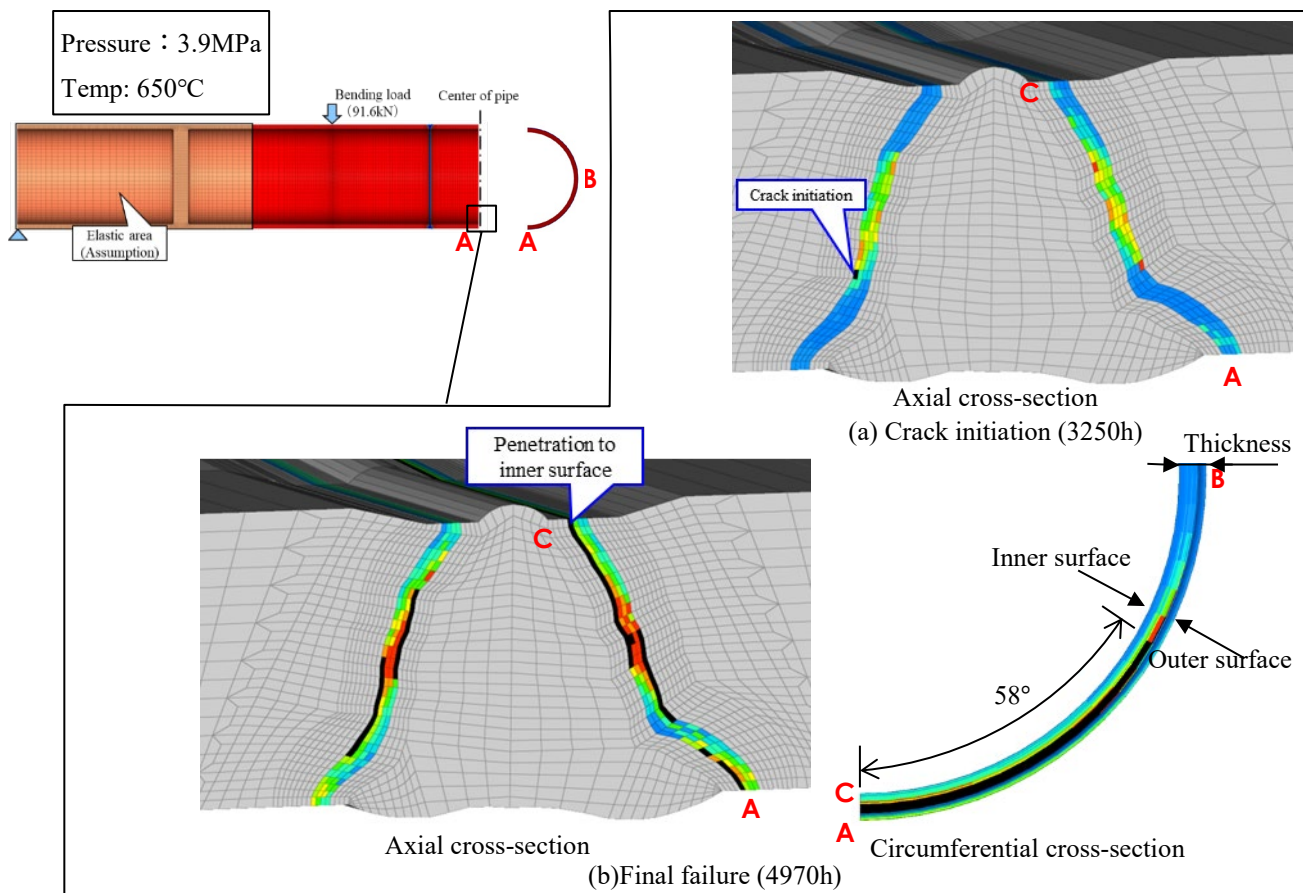 Pressure：3.9MPa
Temp: 650℃
Bending load
(91.6kN)
Center of pipe
Elastic area
(Assumption)
A
A
B
C
Crack initiation
A
Axial cross-section
(a) Crack initiation (3250h)
Penetration to
inner surface
C
A
Axial cross-section
Thickness
B
Inner surface
Outer surface
58°
C
A
Circumferential cross-section
(b)Final failure (4970h)